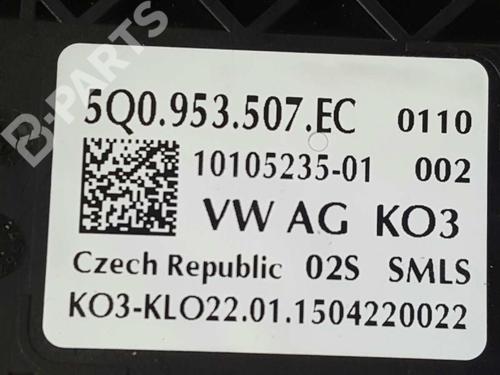 B-PARTS
5Q0.953.507.EC 0110
10105235-01 002
VW AG KO3
Czech Republic 02S SMLS
KO3-KLO22.01.1504220022